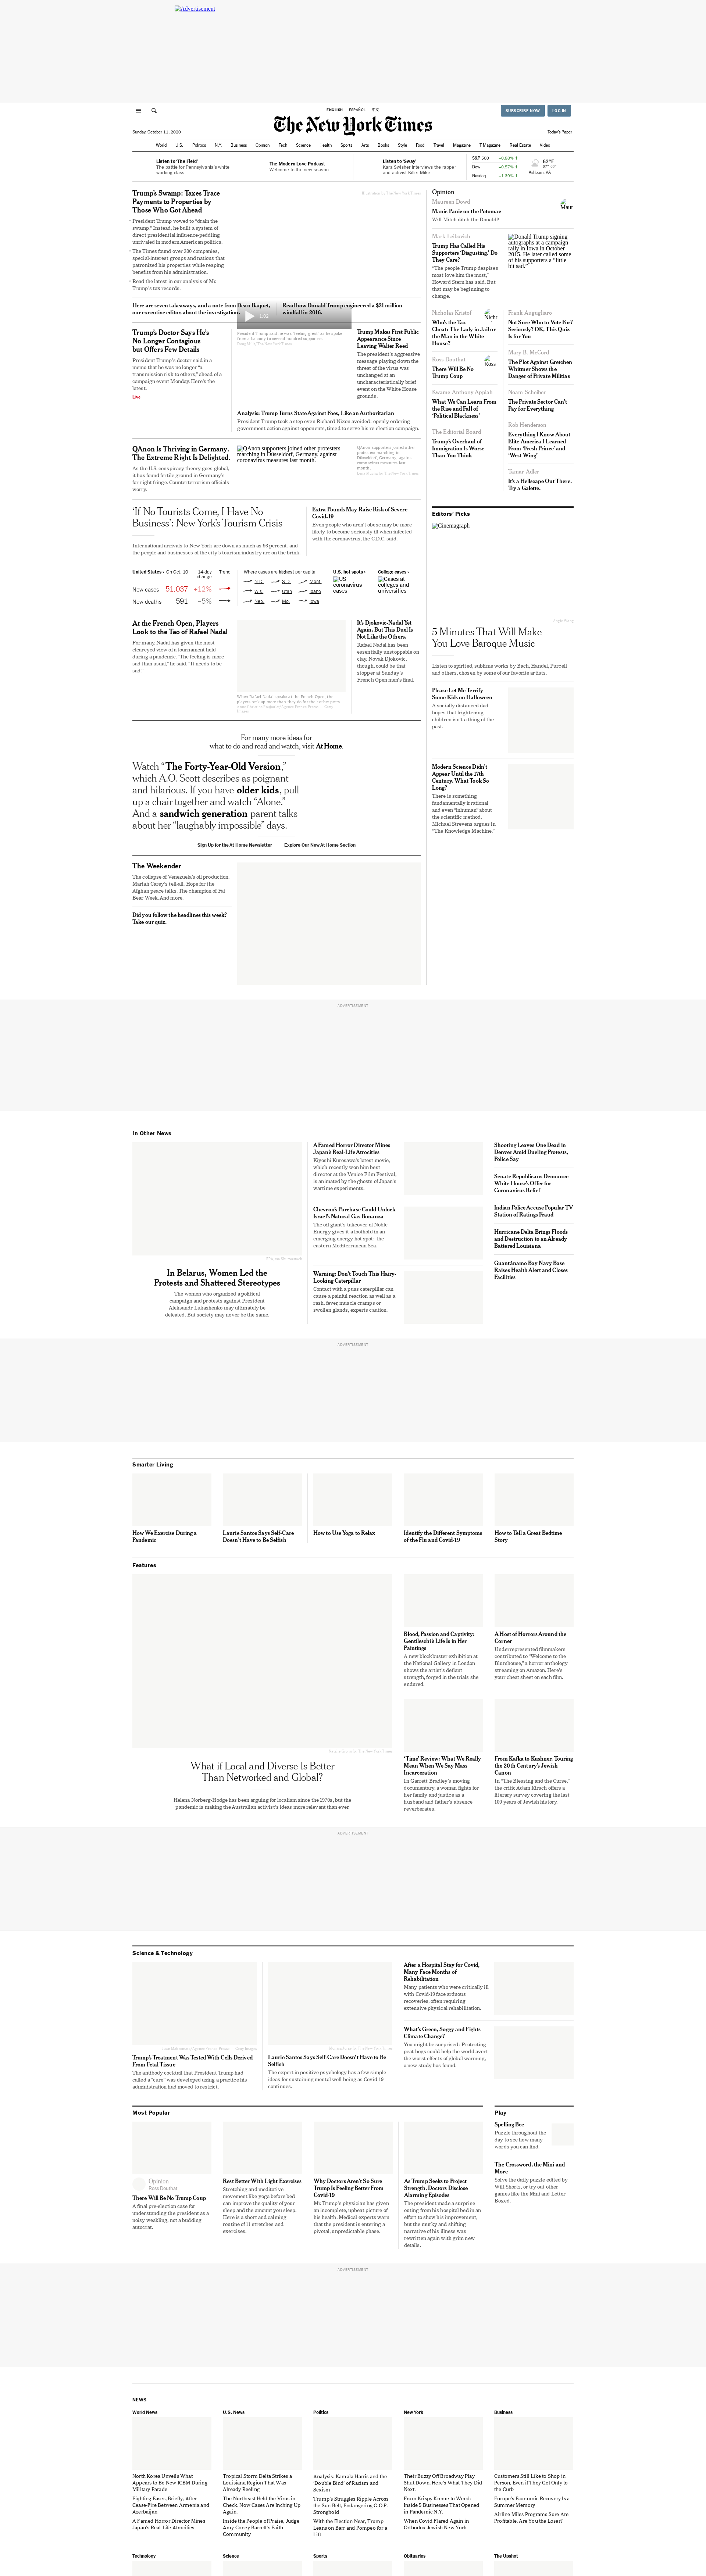 Advertisement
ENGLISH ESPAÑOL 中文
SUBSCRIBE NOW LOG IN
The New York Times
Sunday, October 11, 2020
Today's Paper
World U.S. Politics N.Y. Business Opinion Tech Science Health Sports Arts Books Style Food Travel Magazine T Magazine Real Estate Video
Listen to 'The Field'
The battle for Pennsylvania's white
working class.
The Modern Love Podcast
Welcome to the new season.
Listen to 'Sway'
Kara Swisher interviews the rapper
and activist Killer Mike.
S&P 500 +0.88% ↑
Dow +0.57% ↑
Nasdaq +1.39% ↑
62°F
Ashburn, VA
Trump's Swamp: Taxes Trace
Payments to Properties by
Those Who Got Ahead
• President Trump vowed to "drain the
swamp." Instead, he built a system of
direct presidential influence-peddling
unrivaled in modern American politics.
• The Times found over 200 companies,
special-interest groups and nations that
patronized his properties while reaping
benefits from his administration.
• Read the latest in our analysis of Mr.
Trump's tax records.
Here are seven takeaways, and a note from Dean Baquet,
our executive editor, about the investigation.
Read how Donald Trump engineered a $21 million
windfall in 2016.
Trump's Doctor Says He's
No Longer Contagious
but Offers Few Details
President Trump's doctor said in a
memo that he was no longer "a
transmission risk to others," ahead of a
campaign event Monday. Here's the
latest.
Live
President Trump said he was "feeling great" as he spoke
from a balcony to several hundred supporters.
Trump Makes First Public
Appearance Since
Leaving Walter Reed
The president's aggressive
messaging playing down the
threat of the virus was
unchanged at an
uncharacteristically brief
event on the White House
grounds.
Analysis: Trump Turns State Against Foes, Like an Authoritarian
President Trump took a step even Richard Nixon avoided: openly ordering
government action against opponents, timed to serve his re-election campaign.
QAnon Is Thriving in Germany.
The Extreme Right Is Delighted.
As the U.S. conspiracy theory goes global,
it has found fertile ground in Germany's
far-right scene. Counterterrorism officials
worry.
QAnon supporters joined other protesters
marching in Düsseldorf, Germany, against
coronavirus measures last month.
QAnon supporters joined other
protesters marching in
Düsseldorf, Germany, against
coronavirus measures last
month.
'If No Tourists Come, I Have No
Business': New York's Tourism Crisis
International arrivals to New York are down as much as 93 percent, and
the people and businesses of the city's tourism industry are on the brink.
Extra Pounds May Raise Risk of Severe
Covid-19
Even people who aren't obese may be more
likely to become seriously ill when infected
with the coronavirus, the C.D.C. said.
United States › On Oct. 10 14-day change Trend
New cases 51,037 +12%
New deaths 591 –5%
Where cases are highest per capita
N.D. S.D. Mont.
Wis. Utah Idaho
Neb. Mo. Iowa
U.S. hot spots ›
US coronavirus cases
College cases ›
Cases at colleges and universities
At the French Open, Players
Look to the Tao of Rafael Nadal
For many, Nadal has given the most
clearheaded view of a tournament held
during a pandemic. "The feeling is more
sad than usual," he said. "It needs to be
sad."
When Rafael Nadal speaks at the French Open, the
players perk up more than they do for their other peers.
It's Djokovic-Nadal Yet
Again. But This Duel Is
Not Like the Others.
Rafael Nadal has been
essentially unstoppable on
clay. Novak Djokovic,
though, could be that
stopper at Sunday's
French Open men's final.
For many more ideas for
what to do and read and watch, visit At Home.
Watch "The Forty-Year-Old Version,"
which A.O. Scott describes as poignant
and hilarious. If you have older kids, pull
up a chair together and watch "Alone."
And a sandwich generation parent talks
about her "laughably impossible" days.
Sign Up for the At Home Newsletter Explore Our New At Home Section
The Weekender
The collapse of Venezuela's oil production.
Mariah Carey's tell-all. Hope for the
Afghan peace talks. The champion of Fat
Bear Week. And more.
Did you follow the headlines this week?
Take our quiz.
Opinion
Maureen Dowd
Manic Panic on the Potomac
Will Mitch ditc's the Donald?
Mark Leibovich
Trump Has Called His
Supporters 'Disgusting.' Do
They Care?
"The people Trump despises
most love him the most,"
Howard Stern has said. But
that may be beginning to
change.
Donald Trump signing autographs at a campaign rally in Iowa in October 2015. He later called some of his supporters a "little bit sad."
Nicholas Kristof
Who's the Tax
Cheat: The Lady in Jail or
the Man in the White
House?
Ross Douthat
There Will Be No
Trump Coup
Kwame Anthony Appiah
What We Can Learn From
the Rise and Fall of
'Political Blackness'
The Editorial Board
Trump's Overhaul of
Immigration Is Worse
Than You Think
Frank Augugliaro
Not Sure Who to Vote For?
Seriously? OK, This Quiz
Is for You
Mary B. McCord
The Plot Against Gretchen
Whitmer Shows the
Danger of Private Militias
Noam Scheiber
The Private Sector Can't
Pay for Everything
Rob Henderson
Everything I Know About
Elite America I Learned
From 'Fresh Prince' and
'West Wing'
Tamar Adler
It's a Hellscape Out There.
Try a Galette.
Editors' Picks
Cinemagraph
5 Minutes That Will Make
You Love Baroque Music
Listen to spirited, sublime works by Bach, Handel, Purcell
and others, chosen by some of our favorite artists.
Please Let Me Terrify
Some Kids on Halloween
A socially distanced dad
hopes that frightening
children isn't a thing of the
past.
Modern Science Didn't
Appear Until the 17th
Century. What Took So
Long?
There is something
fundamentally irrational
and even "inhuman" about
the scientific method,
Michael Strevens argues in
"The Knowledge Machine."
ADVERTISEMENT
In Other News
In Belarus, Women Led the
Protests and Shattered Stereotypes
The women who organized a political
campaign and protests against President
Aleksandr Lukashenko may ultimately be
defeated. But society may never be the same.
A Famed Horror Director Mines
Japan's Real-Life Atrocities
Kiyoshi Kurosawa's latest movie,
which recently won him best
director at the Venice Film Festival,
is animated by the ghosts of Japan's
wartime experiments.
Chevron's Purchase Could Unlock
Israel's Natural Gas Bonanza
The oil giant's takeover of Noble
Energy gives it a foothold in an
emerging energy hot spot: the
eastern Mediterranean Sea.
Warning: Don't Touch This Hairy-
Looking Caterpillar
Contact with a puss caterpillar can
cause a painful reaction as well as a
rash, fever, muscle cramps or
swollen glands, experts caution.
Shooting Leaves One Dead in
Denver Amid Dueling Protests,
Police Say
Senate Republicans Denounce
White House's Offer for
Coronavirus Relief
Indian Police Accuse Popular TV
Station of Ratings Fraud
Hurricane Delta Brings Floods
and Destruction to an Already
Battered Louisiana
Guantánamo Bay Navy Base
Raises Health Alert and Closes
Facilities
ADVERTISEMENT
Smarter Living
How We Exercise During a
Pandemic
Laurie Santos Says Self-Care
Doesn't Have to Be Selfish
How to Use Yoga to Relax
Identify the Different Symptoms
of the Flu and Covid-19
How to Tell a Great Bedtime
Story
Features
What if Local and Diverse Is Better
Than Networked and Global?
Helena Norberg-Hodge has been arguing for localism since the 1970s, but the
pandemic is making the Australian activist's ideas more relevant than ever.
Blood, Passion and Captivity:
Gentileschi's Life Is in Her
Paintings
A new blockbuster exhibition at
the National Gallery in London
shows the artist's defiant
strength, forged in the trials she
endured.
A Host of Horrors Around the
Corner
Underrepresented filmmakers
contributed to "Welcome to the
Blumhouse," a horror anthology
streaming on Amazon. Here's
your cheat sheet on each film.
'Time' Review: What We Really
Mean When We Say Mass
Incarceration
In Garrett Bradley's moving
documentary, a woman fights for
her family and justice as a
husband and father's absence
reverberates.
From Kafka to Kushner, Touring
the 20th Century's Jewish
Canon
In "The Blessing and the Curse,"
the critic Adam Kirsch offers a
literary survey covering the last
100 years of Jewish history.
ADVERTISEMENT
Science & Technology
Trump's Treatment Was Tested With Cells Derived
From Fetal Tissue
The antibody cocktail that President Trump had
called a "cure" was developed using a practice his
administration had moved to restrict.
Laurie Santos Says Self-Care Doesn't Have to Be
Selfish
The expert in positive psychology has a few simple
ideas for sustaining mental well-being as Covid-19
continues.
After a Hospital Stay for Covid,
Many Face Months of
Rehabilitation
Many patients who were critically ill
with Covid-19 face arduous
recoveries, often requiring
extensive physical rehabilitation.
What's Green, Soggy and Fights
Climate Change?
You might be surprised: Protecting
peat bogs could help the world avert
the worst effects of global warming,
a new study has found.
Most Popular
Opinion
Ross Douthat
There Will Be No Trump Coup
A final pre-election case for
understanding the president as a
noisy weakling, not a budding
autocrat.
Rest Better With Light Exercises
Stretching and meditative
movement like yoga before bed
can improve the quality of your
sleep and the amount you sleep.
Here is a short and calming
routine of 11 stretches and
exercises.
Why Doctors Aren't So Sure
Trump Is Feeling Better From
Covid-19
Mr. Trump's physician has given
an incomplete, upbeat picture of
his health. Medical experts warn
that the president is entering a
pivotal, unpredictable phase.
As Trump Seeks to Project
Strength, Doctors Disclose
Alarming Episodes
The president made a surprise
outing from his hospital bed in an
effort to show his improvement,
but the murky and shifting
narrative of his illness was
rewritten again with grim new
details.
Play
Spelling Bee
Puzzle throughout the
day to see how many
words you can find.
The Crossword, the Mini and
More
Solve the daily puzzle edited by
Will Shortz, or try out other
games like the Mini and Letter
Boxed.
ADVERTISEMENT
NEWS
World News
North Korea Unveils What
Appears to Be New ICBM During
Military Parade
Fighting Eases, Briefly, After
Cease-Fire Between Armenia and
Azerbaijan
A Famed Horror Director Mines
Japan's Real-Life Atrocities
U.S. News
Tropical Storm Delta Strikes a
Louisiana Region That Was
Already Reeling
The Northeast Held the Virus in
Check. Now Cases Are Inching Up
Again.
Inside the People of Praise, Judge
Amy Coney Barrett's Faith
Community
Politics
Analysis: Kamala Harris and the
'Double Bind' of Racism and
Sexism
Trump's Struggles Ripple Across
the Sun Belt, Endangering G.O.P.
Stronghold
With the Election Near, Trump
Leans on Barr and Pompeo for a
Lift
New York
Their Buzzy Off Broadway Play
Shut Down. Here's What They Did
Next.
From Krispy Kreme to Weed:
Inside 5 Businesses That Opened
in Pandemic N.Y.
When Covid Flared Again in
Orthodox Jewish New York
Business
Customers Still Like to Shop in
Person, Even if They Get Only to
the Curb
Europe's Economic Recovery Is a
Summer Memory
Airline Miles Programs Sure Are
Profitable. Are You the Loser?
Technology Science Sports Obituaries The Upshot